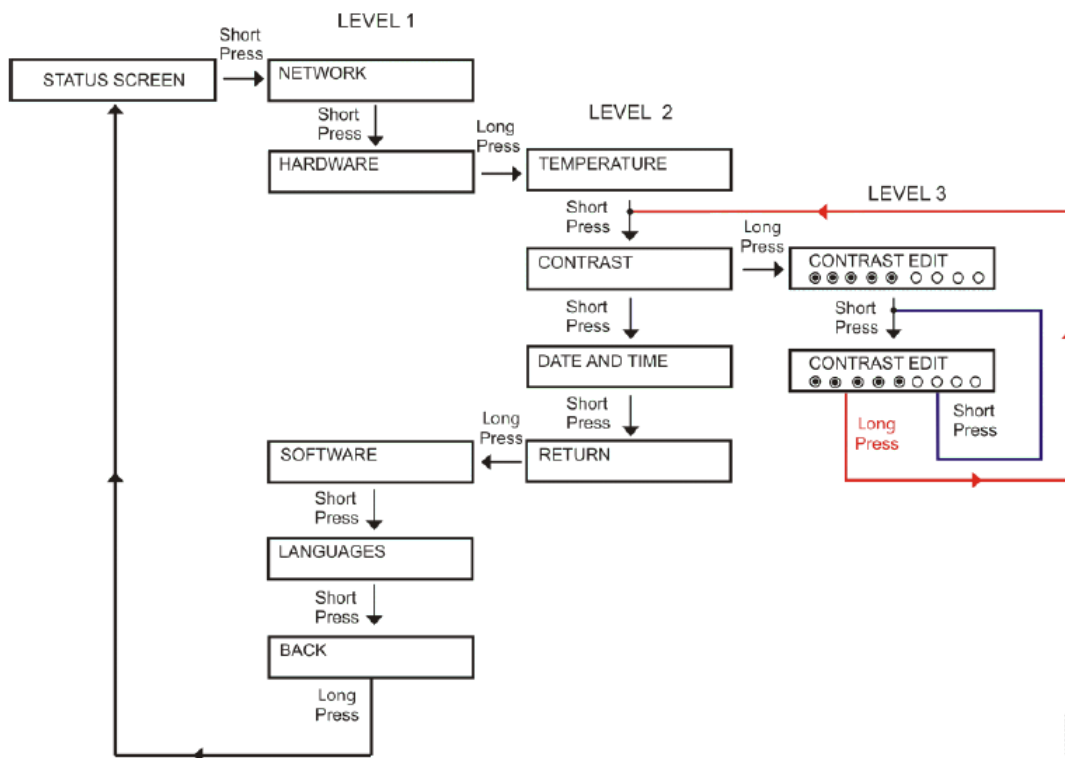 LEVEL 1
Short
Press
STATUS SCREEN
NETWORK
Short
Press
LEVEL 2
Long
Press
HARDWARE
TEMPERATURE
LEVEL 3
Short
Press
Long
Press
CONTRAST
CONTRAST EDIT
Short
Press
Short
Press
DATE AND TIME
CONTRAST EDIT
Short
Press
Long
Press
Short
Press
Long
Press
SOFTWARE
RETURN
Short
Press
LANGUAGES
Short
Press
BACK
Long
Press